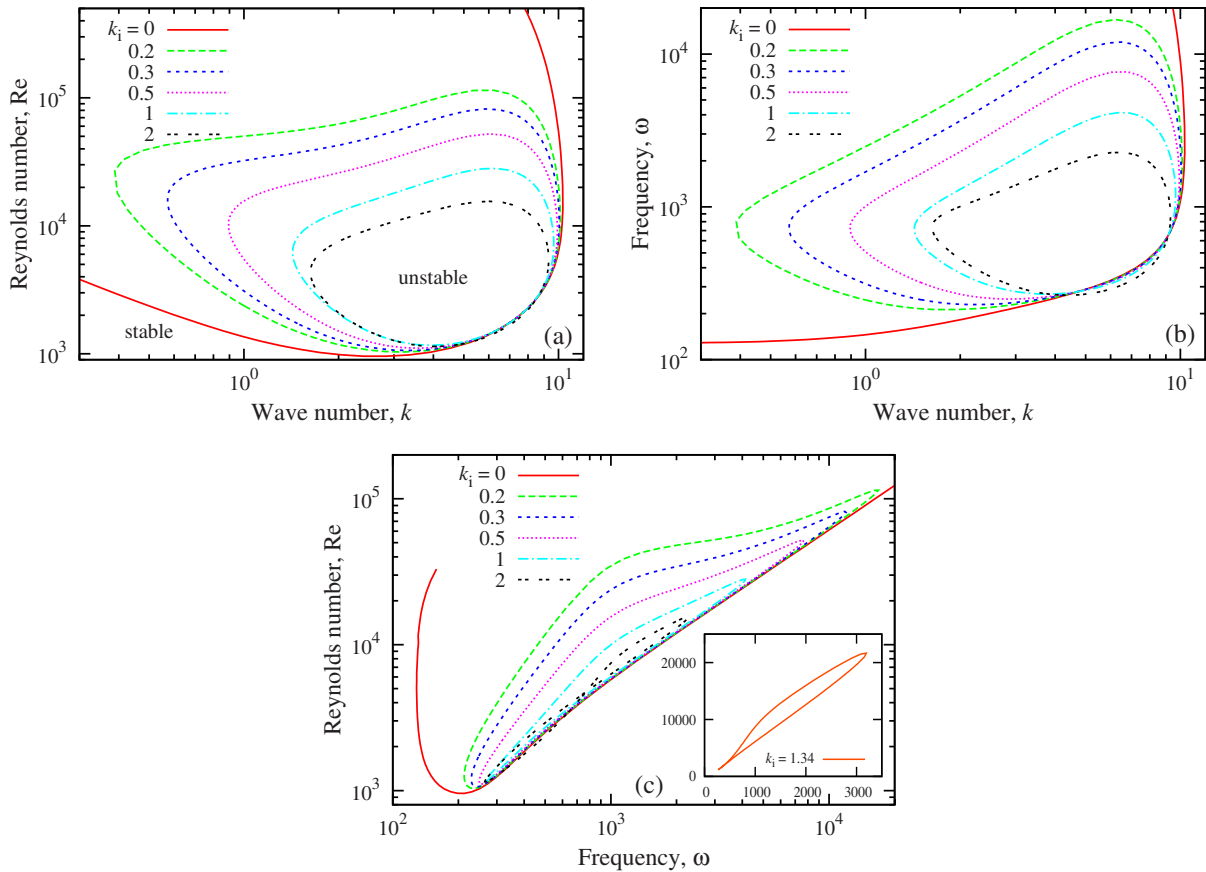 Reynolds number, Re
10^5
10^4
10^3
k_i = 0
0.2
0.3
0.5
1
2
unstable
stable
(a)
10^0
10^1
Wave number, k
Frequency, ω
10^4
10^3
10^2
k_i = 0
0.2
0.3
0.5
1
2
(b)
10^0
10^1
Wave number, k
Reynolds number, Re
10^5
10^4
10^3
k_i = 0
0.2
0.3
0.5
1
2
20000
10000
0
k_i = 1.34
0
1000
2000
3000
(c)
10^2
10^3
10^4
Frequency, ω